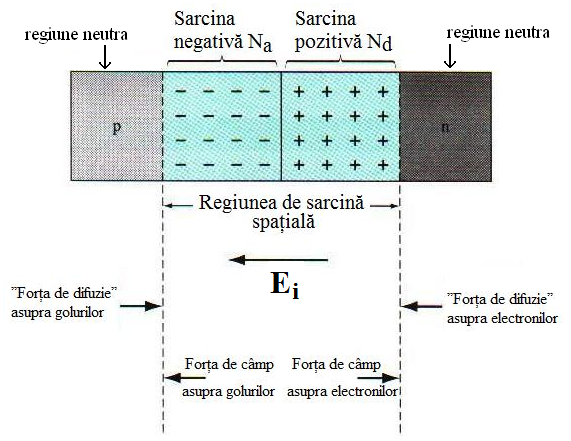 regiune neutra
Sarcina
negativă Na
Sarcina
pozitivă Nd
regiune neutra
p
n
Regiunea de sarcină
spațială
Ei
”Forța de difuzie”
asupra golurilor
”Forța de difuzie”
asupra electronilor
Forța de câmp
asupra golurilor
Forța de câmp
asupra electronilor